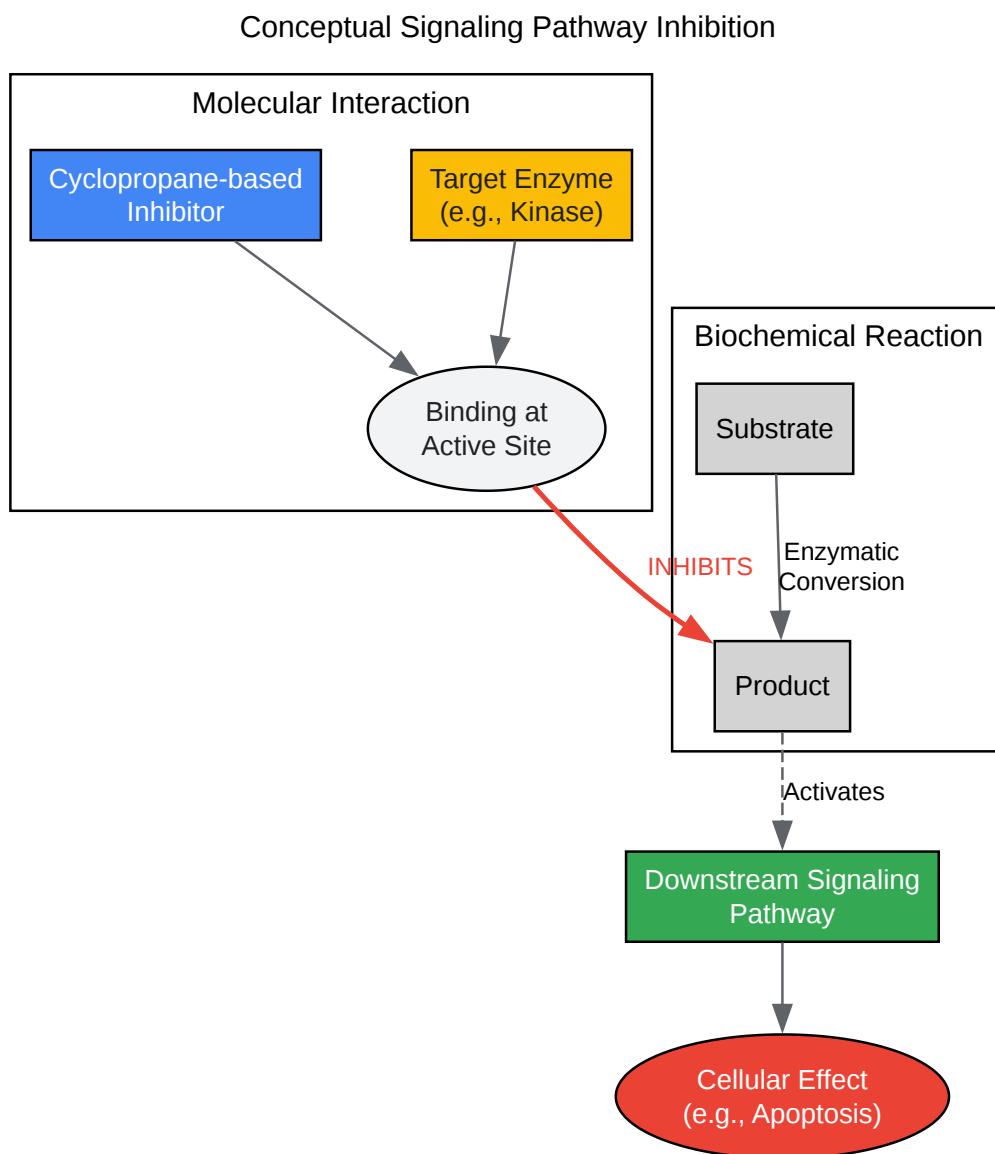 Conceptual Signaling Pathway Inhibition
Molecular Interaction
Cyclopropane-based
Inhibitor
Target Enzyme
(e.g., Kinase)
Binding at
Active Site
Biochemical Reaction
Substrate
INHIBITS
Enzymatic
Conversion
Product
Activates
Downstream Signaling
Pathway
Cellular Effect
(e.g., Apoptosis)